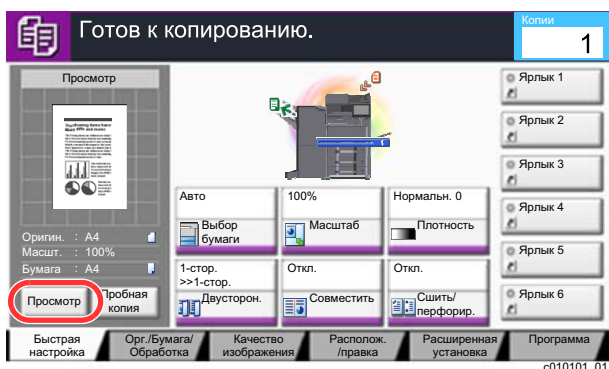 Готов к копированию.
Копии
1
Просмотр
Оригин. : A4
Масшт. : 100%
Бумага : A4
Просмотр
Пробная
копия
Авто
Выбор
бумаги
100%
Масштаб
Нормальн. 0
Плотность
1-стор.
>>1-стор.
Двусторон.
Откл.
Совместить
Откл.
Сшить/
перфорир.
Ярлык 1
Ярлык 2
Ярлык 3
Ярлык 4
Ярлык 5
Ярлык 6
Быстрая
настройка
Орг./Бумага/
Обработка
Качество
изображения
Располож.
/правка
Расширенная
установка
Программа
c010101_01